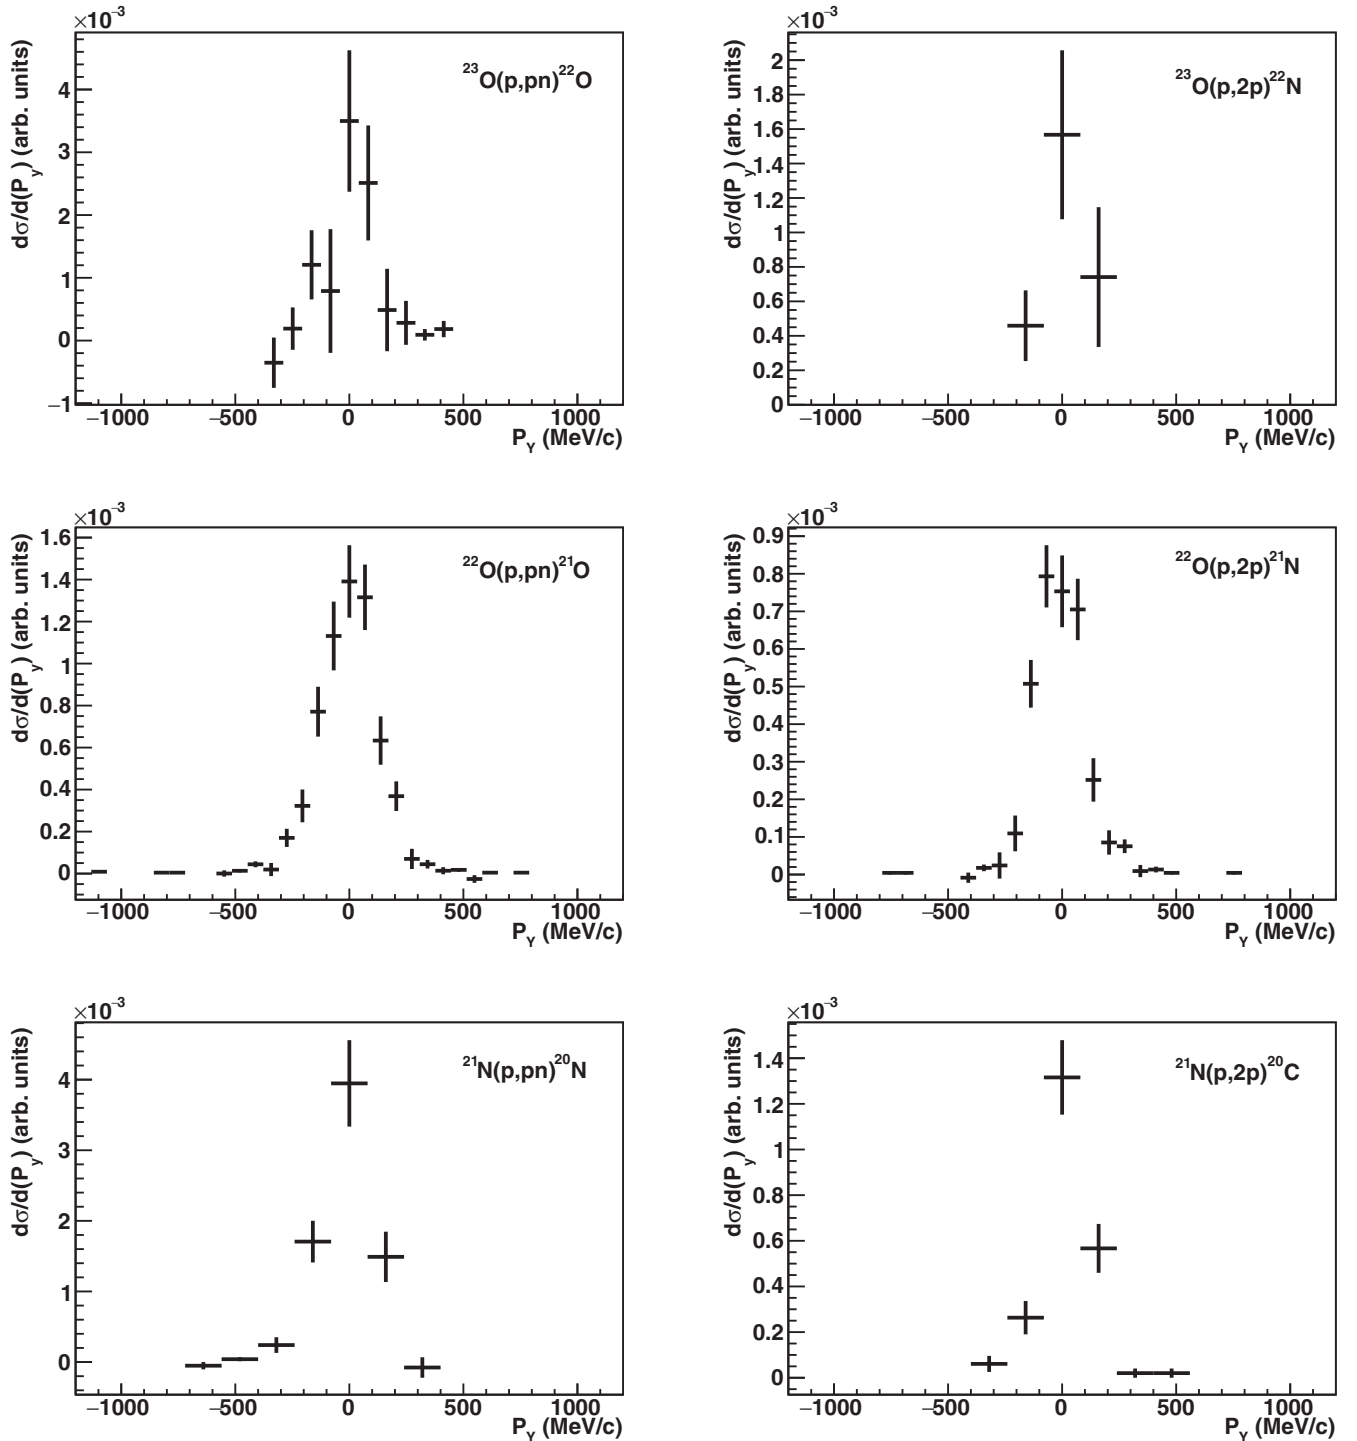 ×10⁻³
dσ/d(P_y) (arb. units)
²³O(p,pn)²²O
4
3
2
1
0
−1
−1000 −500 0 500 1000
P_Y (MeV/c)
×10⁻³
dσ/d(P_y) (arb. units)
²³O(p,2p)²²N
2
1.8
1.6
1.4
1.2
1
0.8
0.6
0.4
0.2
0
−1000 −500 0 500 1000
P_Y (MeV/c)
×10⁻³
dσ/d(P_y) (arb. units)
²²O(p,pn)²¹O
1.6
1.4
1.2
1
0.8
0.6
0.4
0.2
0
−1000 −500 0 500 1000
P_Y (MeV/c)
×10⁻³
dσ/d(P_y) (arb. units)
²²O(p,2p)²¹N
0.9
0.8
0.7
0.6
0.5
0.4
0.3
0.2
0.1
0
−1000 −500 0 500 1000
P_Y (MeV/c)
×10⁻³
dσ/d(P_y) (arb. units)
²¹N(p,pn)²⁰N
4
3
2
1
0
−1000 −500 0 500 1000
P_Y (MeV/c)
×10⁻³
dσ/d(P_y) (arb. units)
²¹N(p,2p)²⁰C
1.4
1.2
1
0.8
0.6
0.4
0.2
0
−1000 −500 0 500 1000
P_Y (MeV/c)